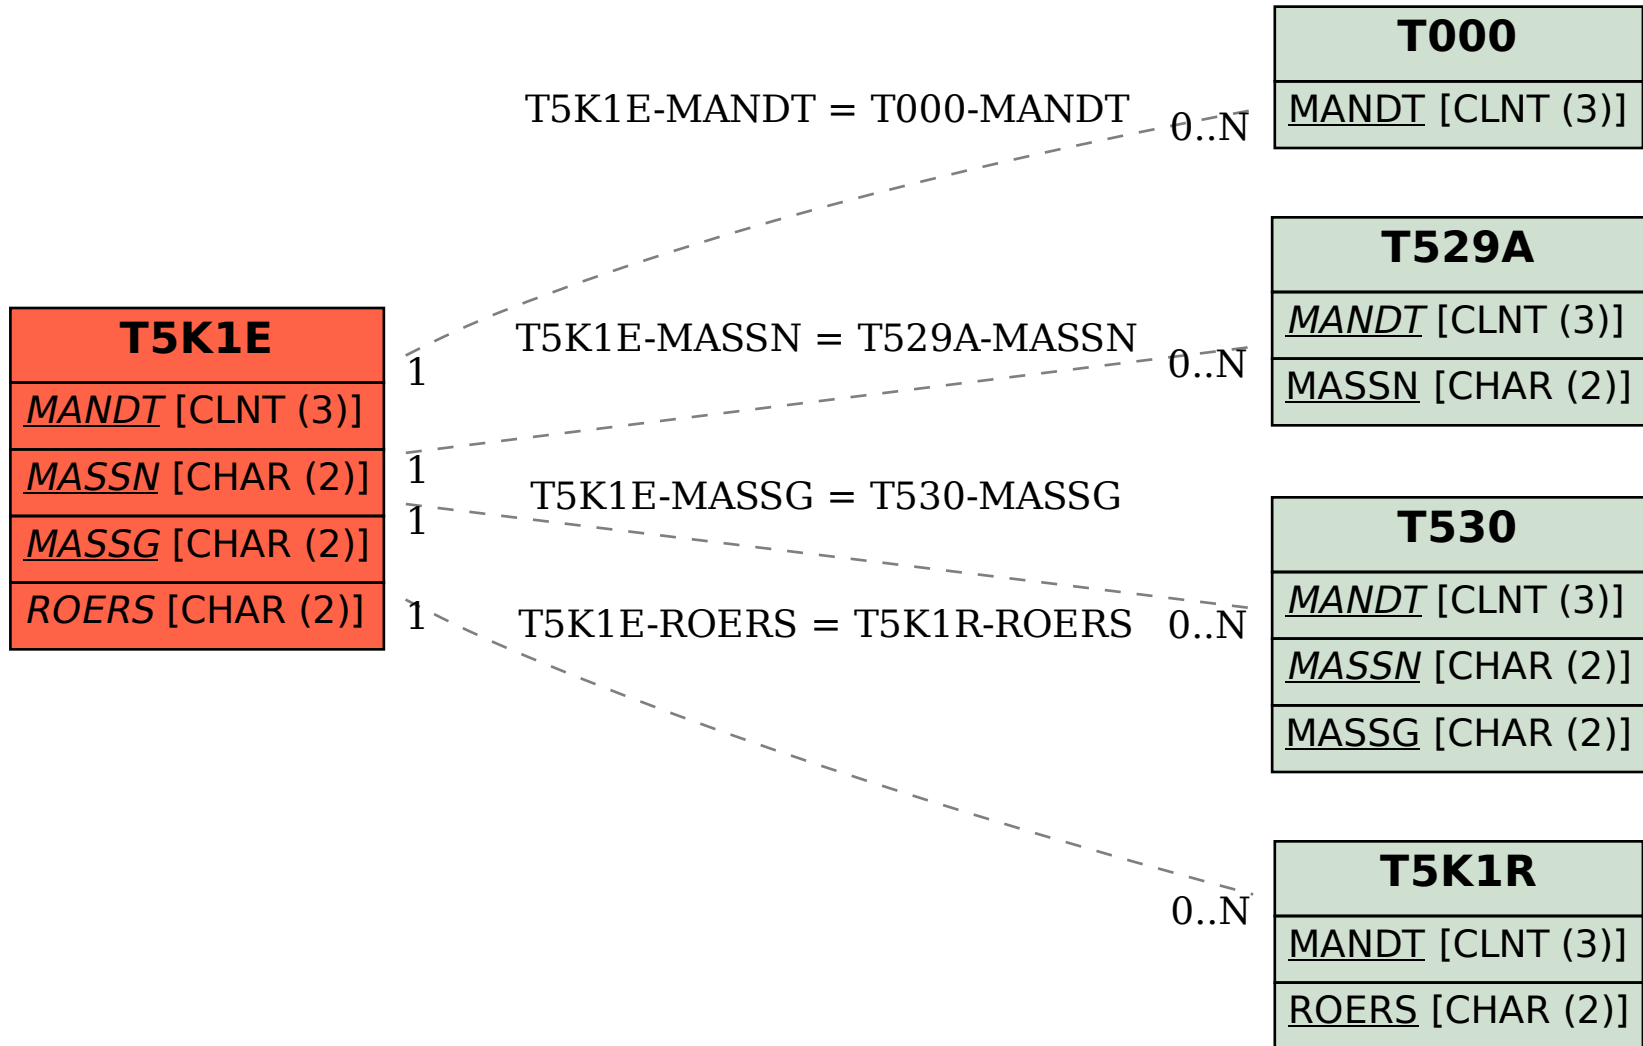 T000
MANDT [CLNT (3)]
T5K1E-MANDT = T000-MANDT
0..N
T529A
MANDT [CLNT (3)]
MASSN [CHAR (2)]
T5K1E-MASSN = T529A-MASSN
0..N
T5K1E
MANDT [CLNT (3)]
MASSN [CHAR (2)]
MASSG [CHAR (2)]
ROERS [CHAR (2)]
1
1
1
1
T5K1E-MASSG = T530-MASSG
T5K1E-ROERS = T5K1R-ROERS
0..N
T530
MANDT [CLNT (3)]
MASSN [CHAR (2)]
MASSG [CHAR (2)]
0..N
T5K1R
MANDT [CLNT (3)]
ROERS [CHAR (2)]